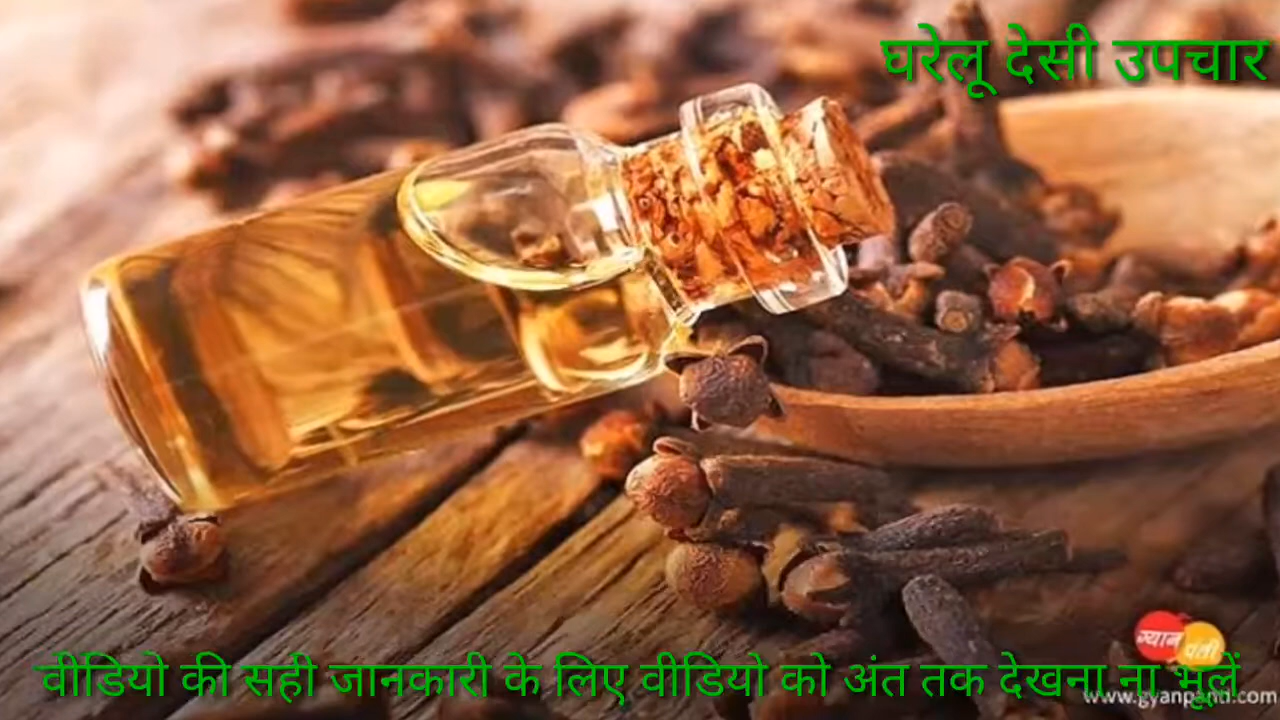 घरेलू देसी उपचार
ग्यान पंती
वीडियो की सही जानकारी के लिए वीडियो को अंत तक देखना ना भूलें
www.gyanpanti.com